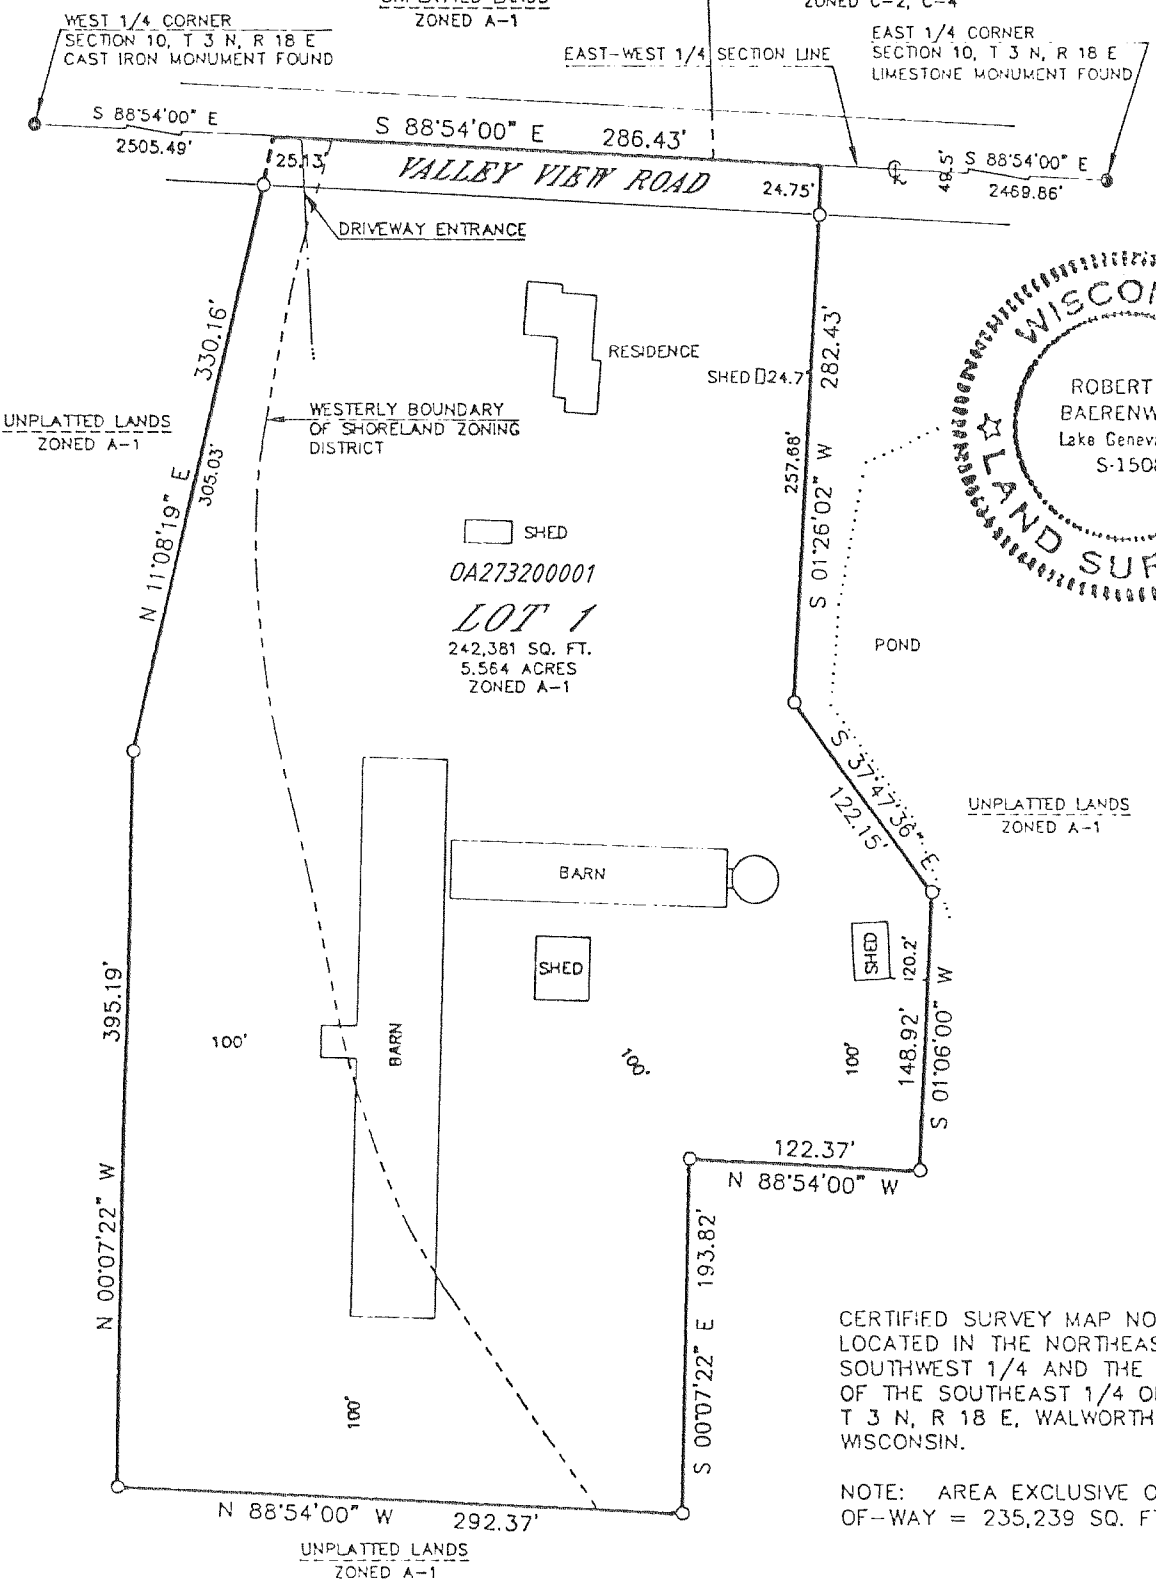 UNPLATTED LANDS
ZONED A-1
ZONED C-2, C-4
WEST 1/4 CORNER
SECTION 10, T 3 N, R 18 E
CAST IRON MONUMENT FOUND
EAST-WEST 1/4 SECTION LINE
EAST 1/4 CORNER
SECTION 10, T 3 N, R 18 E
LIMESTONE MONUMENT FOUND
S 88°54'00" E
2505.49'
S 88°54'00" E 286.43'
25.13'
VALLEY VIEW ROAD
24.75'
49.5'
S 88°54'00" E
2469.86'
DRIVEWAY ENTRANCE
330.16'
305.03'
N 11°08'19" E
UNPLATTED LANDS
ZONED A-1
RESIDENCE
SHED
24.7'
282.43'
257.68'
S 01°26'02" W
WESTERLY BOUNDARY
OF SHORELAND ZONING
DISTRICT
WISCON
ROBERT
BAERENW
Lake Geneva
S-1508
LAND SUR
SHED
OA273200001
LOT 1
242,381 SQ. FT.
5.564 ACRES
ZONED A-1
POND
S 37°47'36" E
122.15'
UNPLATTED LANDS
ZONED A-1
BARN
SHED
SHED
20.2'
395.19'
N 00°07'22" W
100'
BARN
100'
100'
148.92'
S 01°06'00" W
122.37'
N 88°54'00" W
193.82'
S 00°07'22" E
100'
N 88°54'00" W 292.37'
UNPLATTED LANDS
ZONED A-1
CERTIFIED SURVEY MAP NO
LOCATED IN THE NORTHEAS
SOUTHWEST 1/4 AND THE
OF THE SOUTHEAST 1/4 O
T 3 N, R 18 E, WALWORTH
WISCONSIN.
NOTE: AREA EXCLUSIVE O
OF-WAY = 235,239 SQ. FT